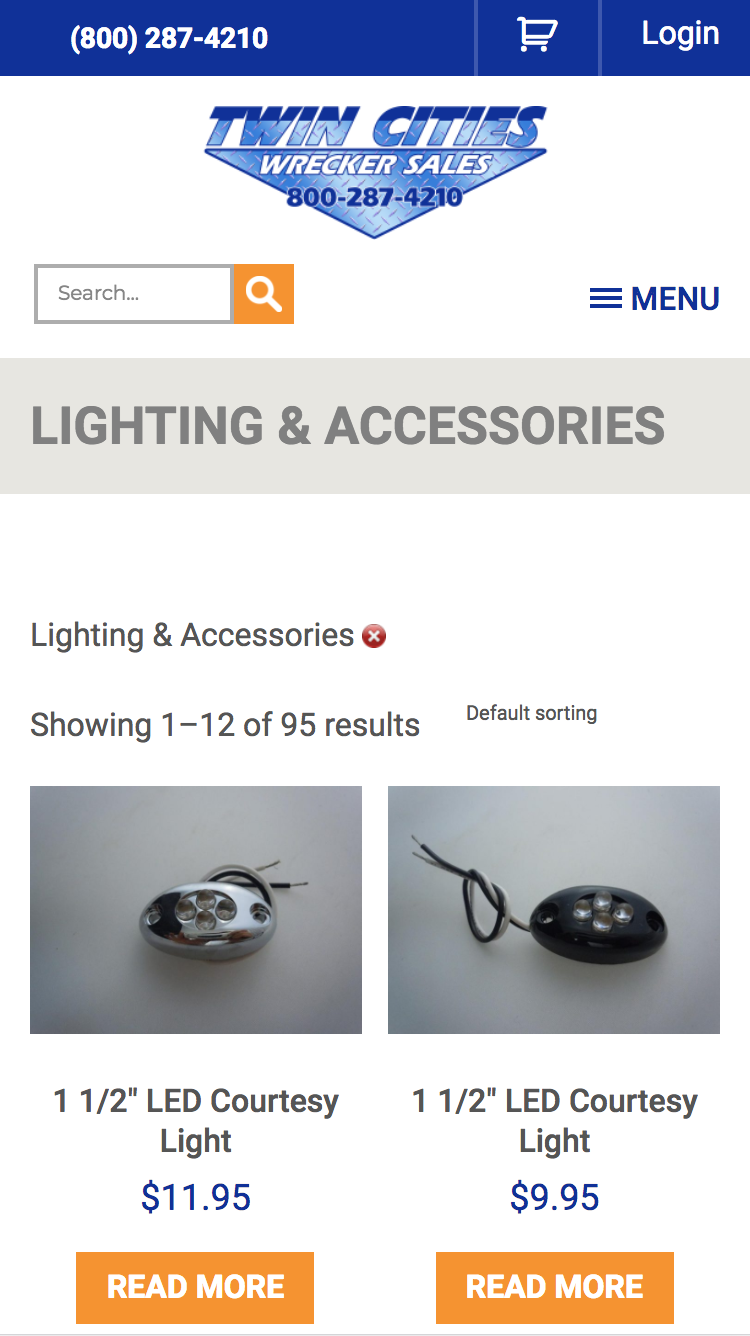 (800) 287-4210
Login
TWIN CITIES
WRECKER SALES
800-287-4210
Search...
MENU
LIGHTING & ACCESSORIES
Lighting & Accessories
Showing 1–12 of 95 results
Default sorting
1 1/2" LED Courtesy
Light
$11.95
READ MORE
1 1/2" LED Courtesy
Light
$9.95
READ MORE